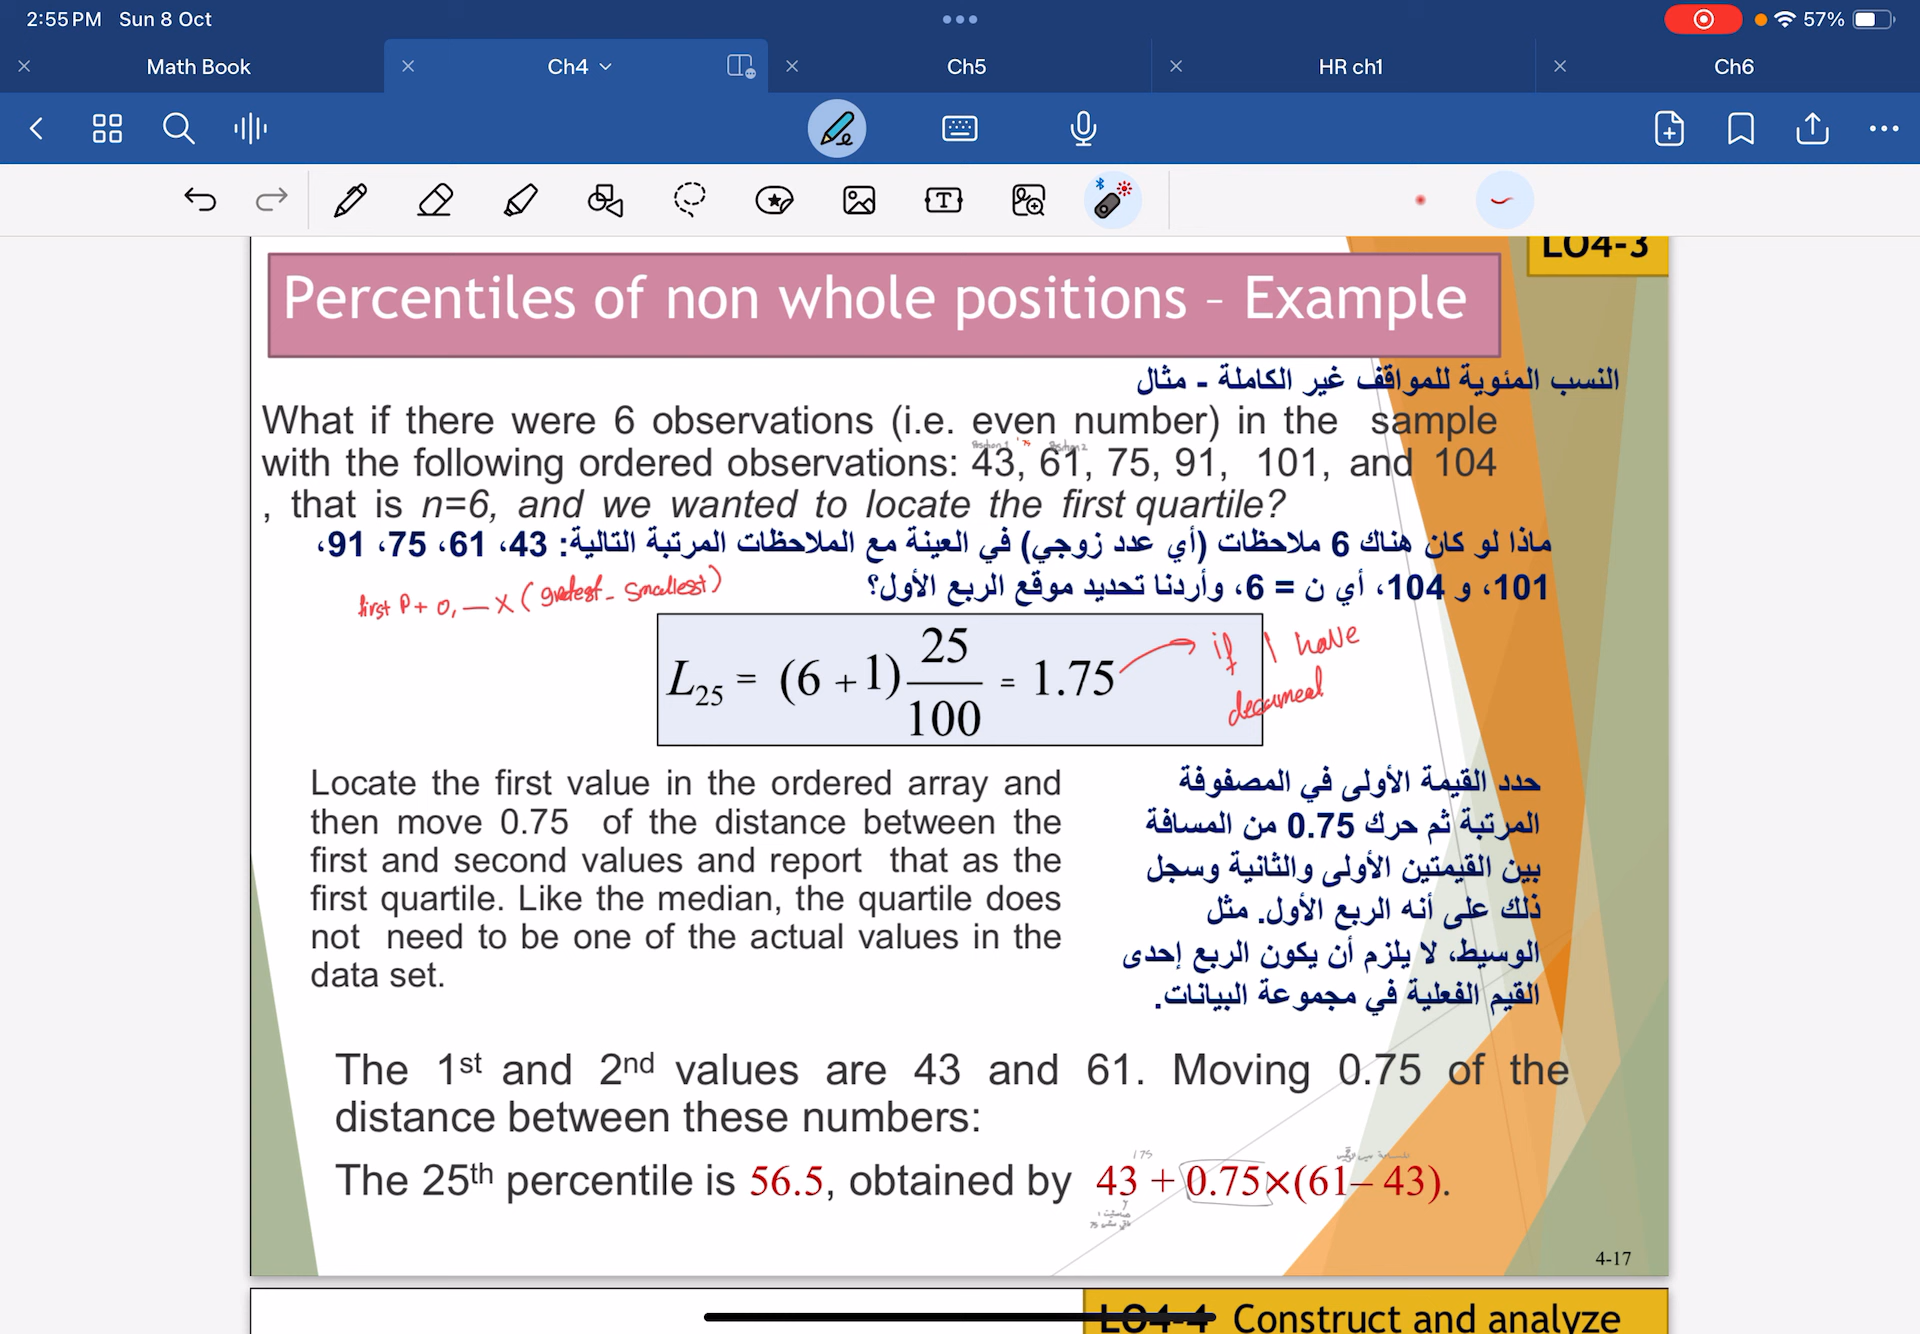 2:55 PM Sun 8 Oct
57%
Math Book
Ch4
Ch5
HR ch1
Ch6
LO4-3
Percentiles of non whole positions - Example
النسب المئوية للمواقف غير الكاملة - مثال
What if there were 6 observations (i.e. even number) in the sample
with the following ordered observations: 43, 61, 75, 91, 101, and 104
, that is n=6, and we wanted to locate the first quartile?
ماذا لو كان هناك 6 ملاحظات (أي عدد زوجي) في العينة مع الملاحظات المرتبة التالية: 43، 61، 75، 91،
101، و 104، أي ن = 6، وأردنا تحديد موقع الربع الأول؟
first P + 0, — X (gretest - smallest)
L25 = (6 + 1) 25/100 = 1.75
if I have
decumeal
Locate the first value in the ordered array and
then move 0.75 of the distance between the
first and second values and report that as the
first quartile. Like the median, the quartile does
not need to be one of the actual values in the
data set.
حدد القيمة الأولى في المصفوفة
المرتبة ثم حرك 0.75 من المسافة
بين القيمتين الأولى والثانية وسجل
ذلك على أنه الربع الأول. مثل
الوسيط، لا يلزم أن يكون الربع إحدى
القيم الفعلية في مجموعة البيانات.
The 1st and 2nd values are 43 and 61. Moving 0.75 of the
distance between these numbers:
The 25th percentile is 56.5, obtained by 43 + 0.75×(61– 43).
4-17
LO4-4 Construct and analyze